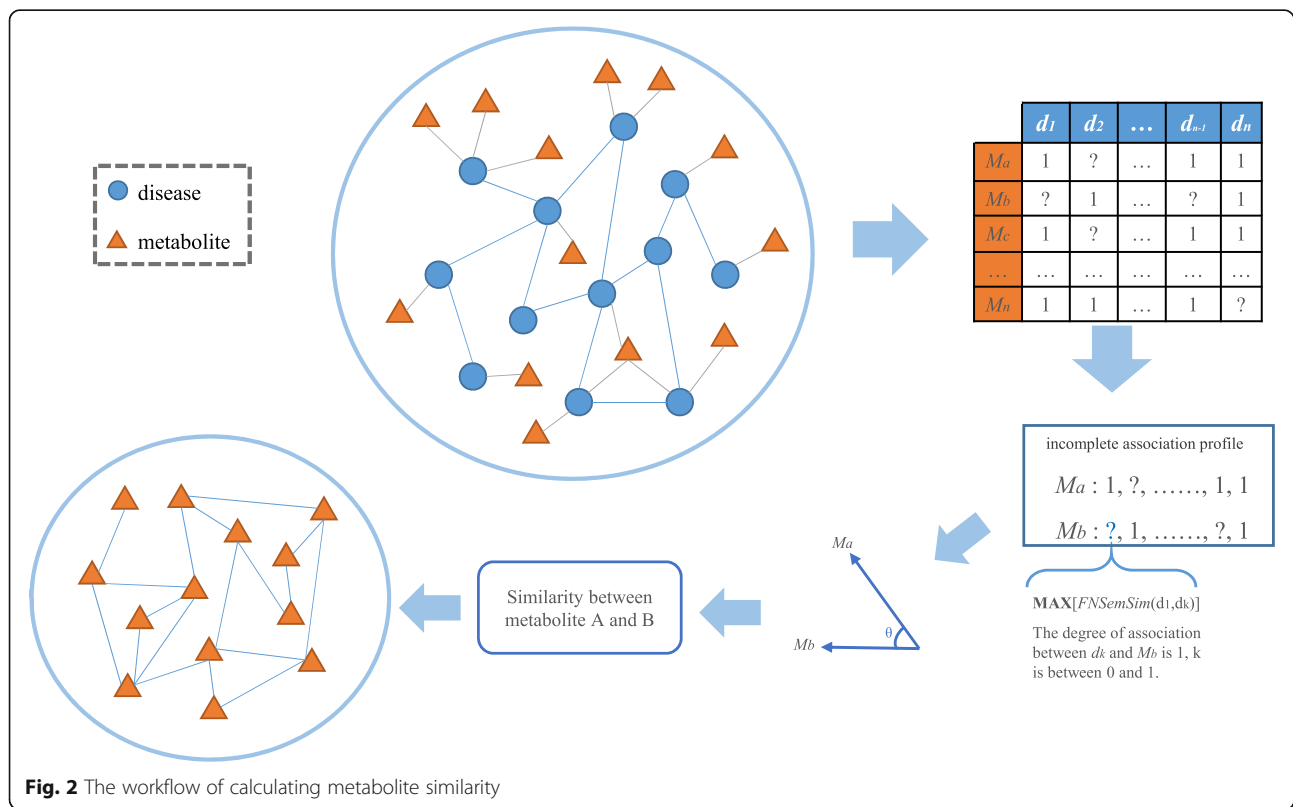 disease
metabolite
d1 d2 ... dn-1 dn
Ma 1 ? ... 1 1
Mb ? 1 ... ? 1
Mc 1 ? ... 1 1
... ... ... ... ... ...
Mn 1 1 ... 1 ?
incomplete association profile
Ma : 1, ?, ......, 1, 1
Mb : ?, 1, ......, ?, 1
MAX[FNSemSim(d1,dk)]
The degree of association
between dk and Mb is 1, k
is between 0 and 1.
Ma
Mb
θ
Similarity between
metabolite A and B
Fig. 2 The workflow of calculating metabolite similarity